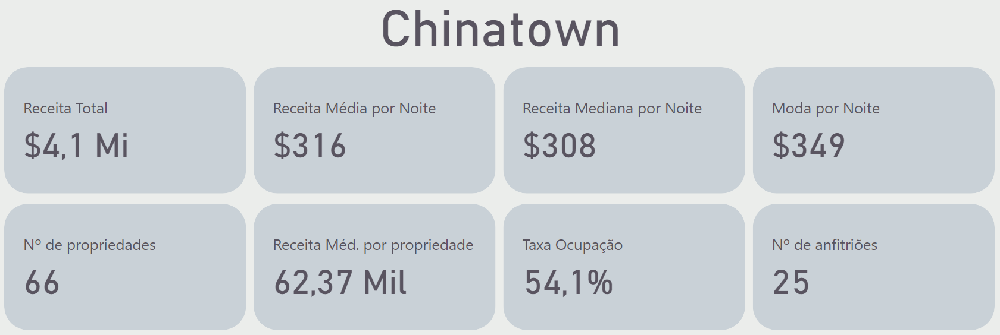 Chinatown
Receita Total
$4,1 Mi
Receita Média por Noite
$316
Receita Mediana por Noite
$308
Moda por Noite
$349
Nº de propriedades
66
Receita Méd. por propriedade
62,37 Mil
Taxa Ocupação
54,1%
Nº de anfitriões
25